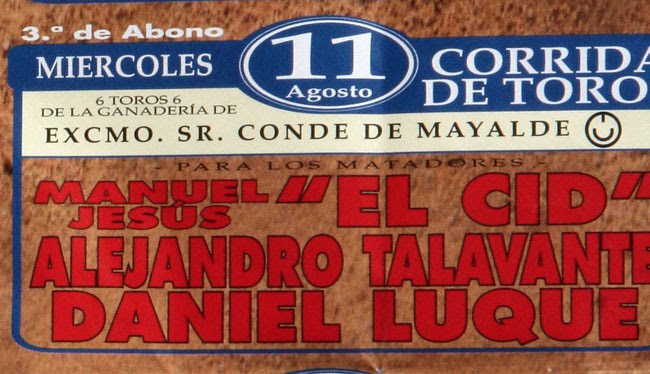 3.ª de Abono
MIERCOLES
11
Agosto
CORRIDA
DE TORO
6 TOROS 6
DE LA GANADERÍA DE
EXCMO. SR. CONDE DE MAYALDE
- PARA LOS MATADORES -
MANUEL JESÚS "EL CID"
ALEJANDRO TALAVANTE
DANIEL LUQUE